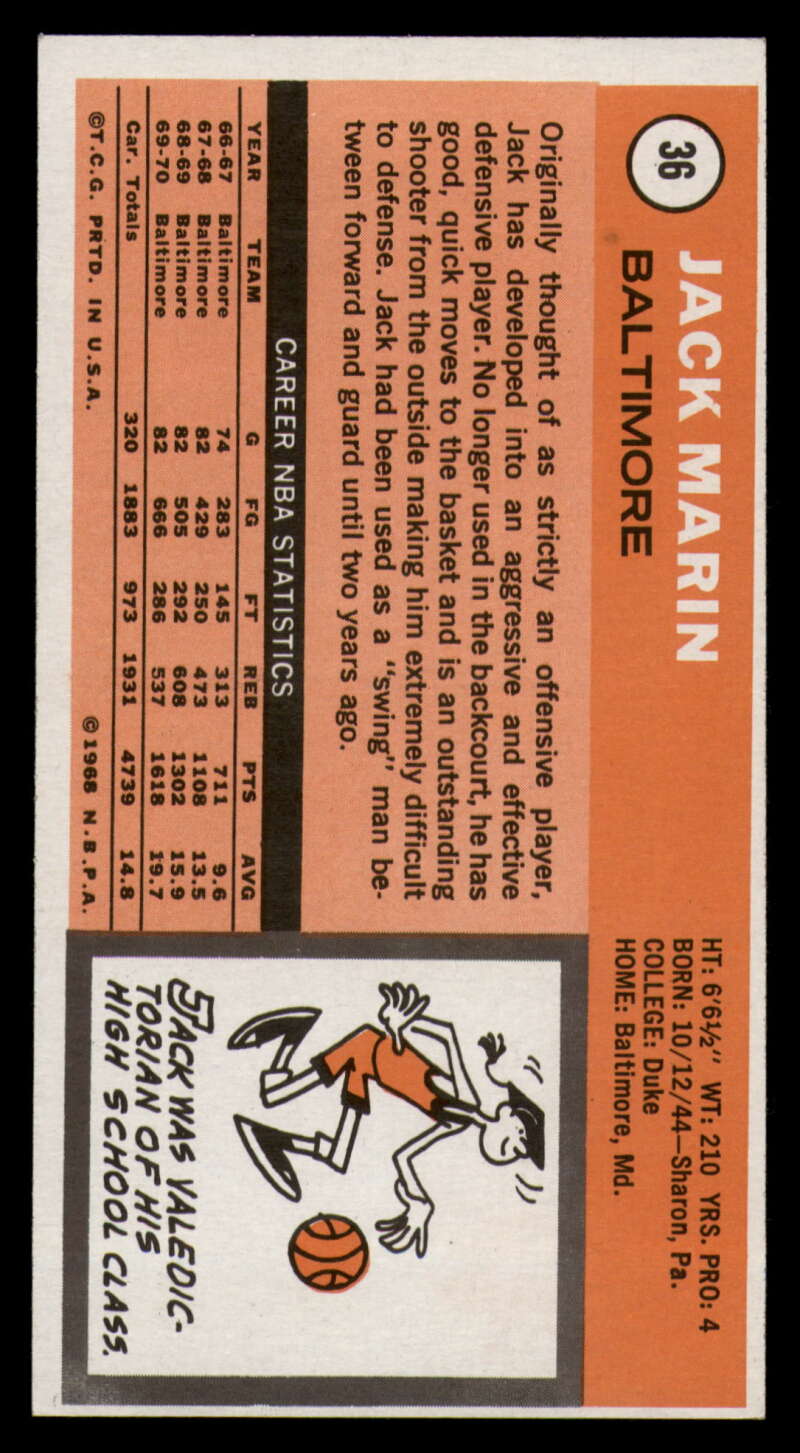 36
JACK MARIN
BALTIMORE
HT: 6'6½" WT: 210 YRS. PRO: 4
BORN: 10/12/44—Sharon, Pa.
COLLEGE: Duke
HOME: Baltimore, Md.
Originally thought of as strictly an offensive player,
Jack has developed into an aggressive and effective
defensive player. No longer used in the backcourt, he has
good, quick moves to the basket and is an outstanding
shooter from the outside making him extremely difficult
to defense. Jack had been used as a "swing" man be-
tween forward and guard until two years ago.
CAREER NBA STATISTICS
YEAR TEAM G FG FT REB PTS AVG
66-67 Baltimore 74 283 145 313 711 9.6
67-68 Baltimore 82 429 250 473 1108 13.5
68-69 Baltimore 82 505 292 608 1302 15.9
69-70 Baltimore 82 666 286 537 1618 19.7
Car. Totals 320 1883 973 1931 4739 14.8
©T.C.G. PRTD. IN U.S.A. ©1968 N.B.P.A.
JACK WAS VALEDIC-
TORIAN OF HIS
HIGH SCHOOL CLASS.